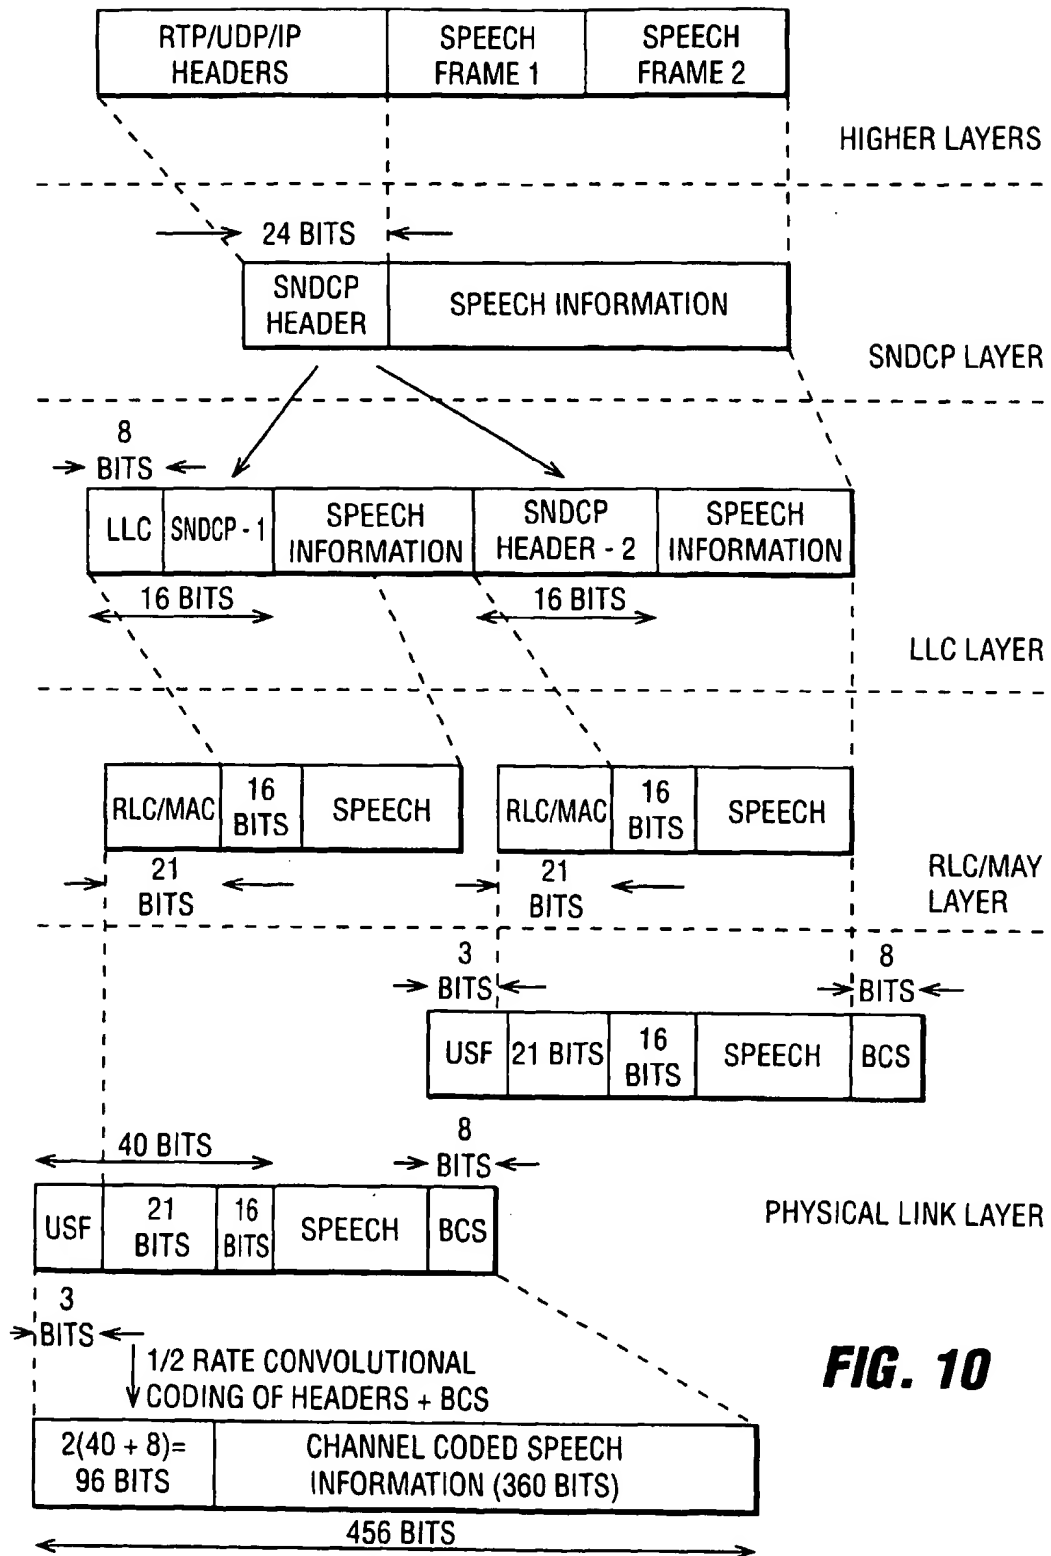 RTP/UDP/IP
HEADERS
SPEECH
FRAME 1
SPEECH
FRAME 2
HIGHER LAYERS
24 BITS
SNDCP
HEADER
SPEECH INFORMATION
SNDCP LAYER
8
BITS
LLC
SNDCP - 1
SPEECH
INFORMATION
SNDCP
HEADER - 2
SPEECH
INFORMATION
16 BITS
16 BITS
LLC LAYER
RLC/MAC
16
BITS
SPEECH
RLC/MAC
16
BITS
SPEECH
21
BITS
21
BITS
RLC/MAY
LAYER
3
BITS
8
BITS
USF
21 BITS
16
BITS
SPEECH
BCS
40 BITS
8
BITS
USF
21
BITS
16
BITS
SPEECH
BCS
PHYSICAL LINK LAYER
3
BITS
1/2 RATE CONVOLUTIONAL
CODING OF HEADERS + BCS
FIG. 10
2(40 + 8)=
96 BITS
CHANNEL CODED SPEECH
INFORMATION (360 BITS)
456 BITS